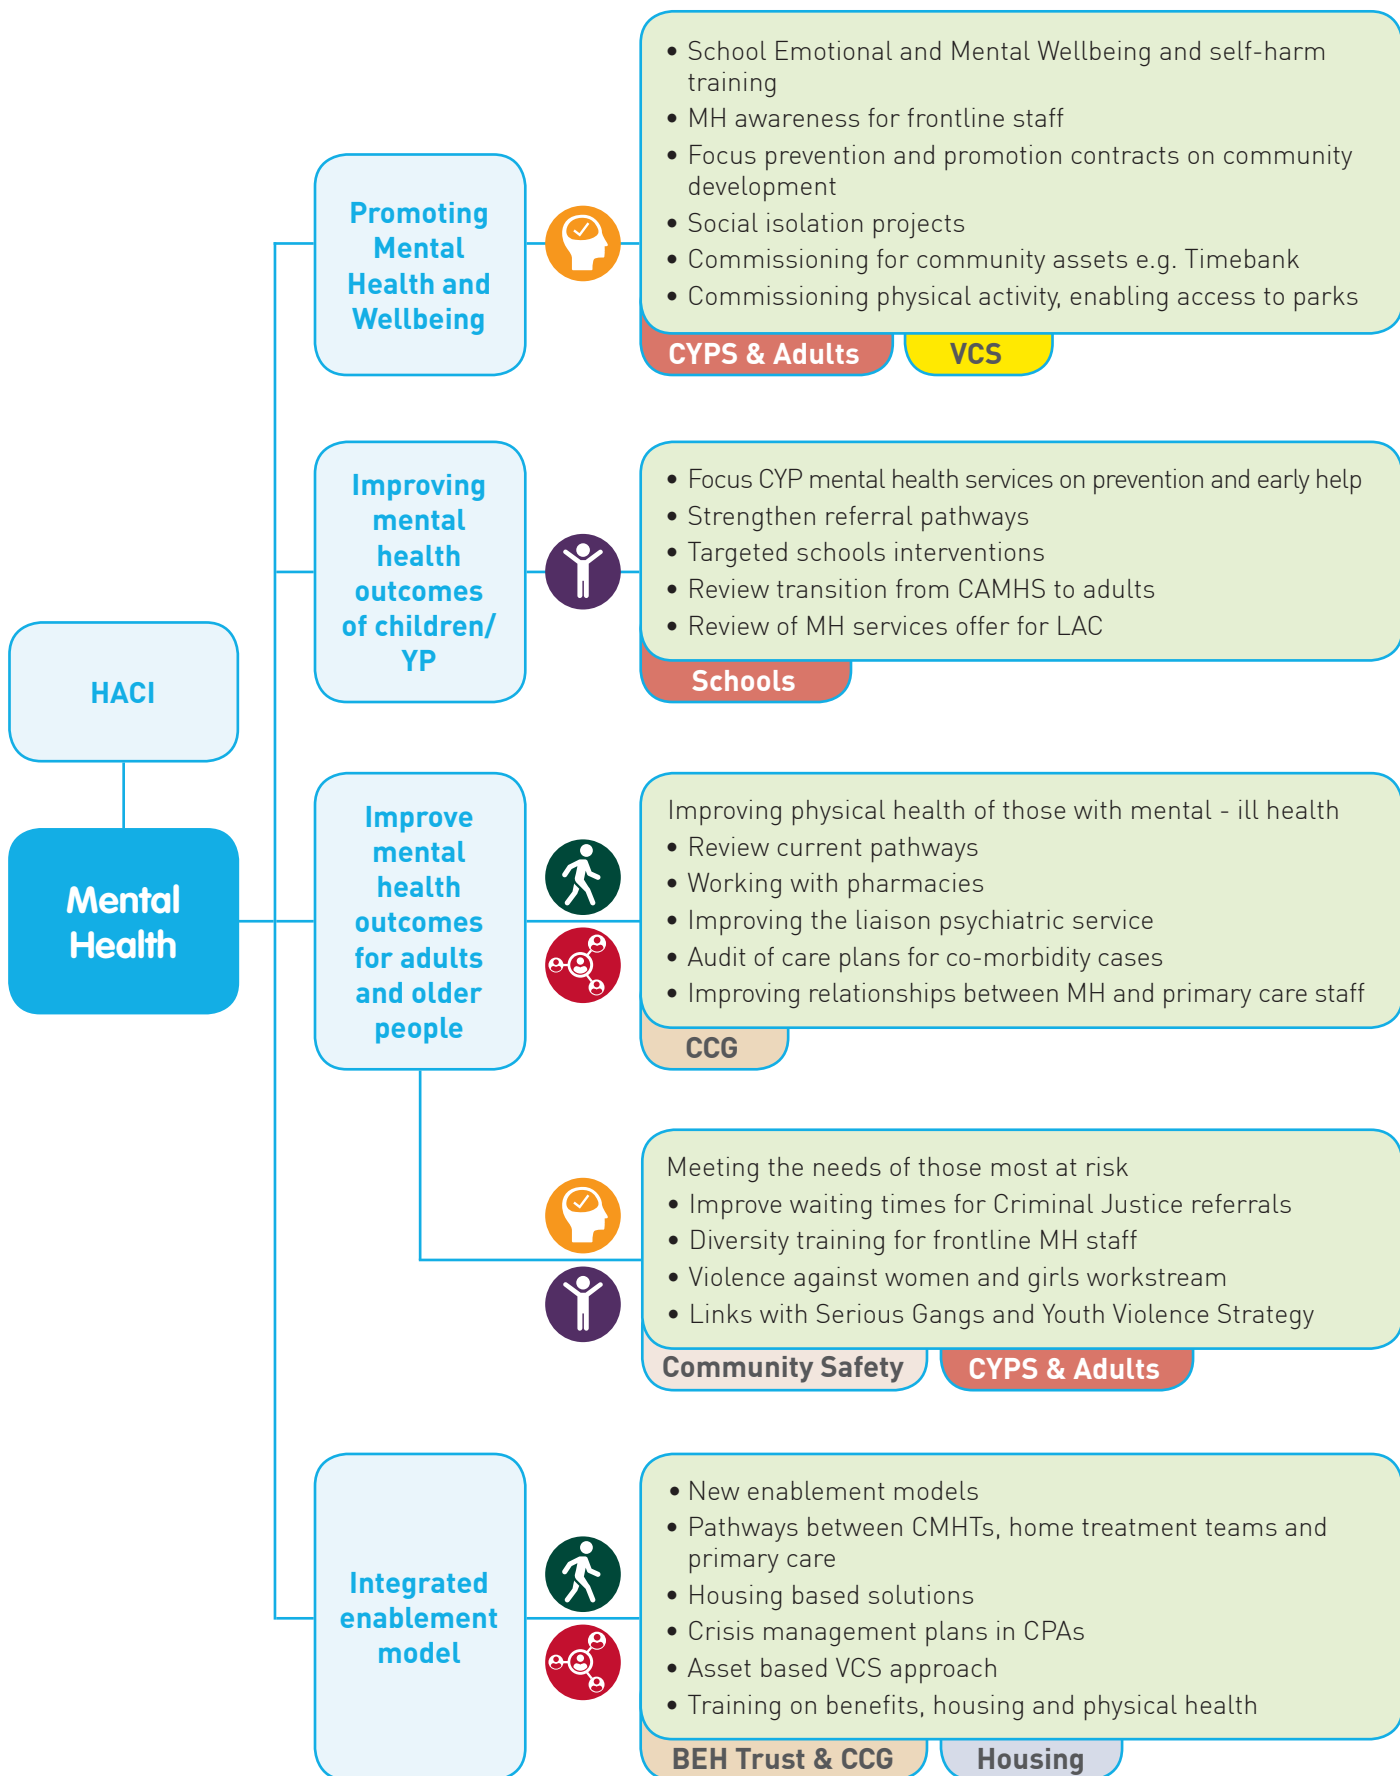 HACI
Mental
Health
Promoting
Mental
Health and
Wellbeing
• School Emotional and Mental Wellbeing and self-harm
training
• MH awareness for frontline staff
• Focus prevention and promotion contracts on community
development
• Social isolation projects
• Commissioning for community assets e.g. Timebank
• Commissioning physical activity, enabling access to parks
CYPS & Adults
VCS
Improving
mental
health
outcomes
of children/
YP
• Focus CYP mental health services on prevention and early help
• Strengthen referral pathways
• Targeted schools interventions
• Review transition from CAMHS to adults
• Review of MH services offer for LAC
Schools
Improve
mental
health
outcomes
for adults
and older
people
Improving physical health of those with mental - ill health
• Review current pathways
• Working with pharmacies
• Improving the liaison psychiatric service
• Audit of care plans for co-morbidity cases
• Improving relationships between MH and primary care staff
CCG
Meeting the needs of those most at risk
• Improve waiting times for Criminal Justice referrals
• Diversity training for frontline MH staff
• Violence against women and girls workstream
• Links with Serious Gangs and Youth Violence Strategy
Community Safety
CYPS & Adults
Integrated
enablement
model
• New enablement models
• Pathways between CMHTs, home treatment teams and
primary care
• Housing based solutions
• Crisis management plans in CPAs
• Asset based VCS approach
• Training on benefits, housing and physical health
BEH Trust & CCG
Housing